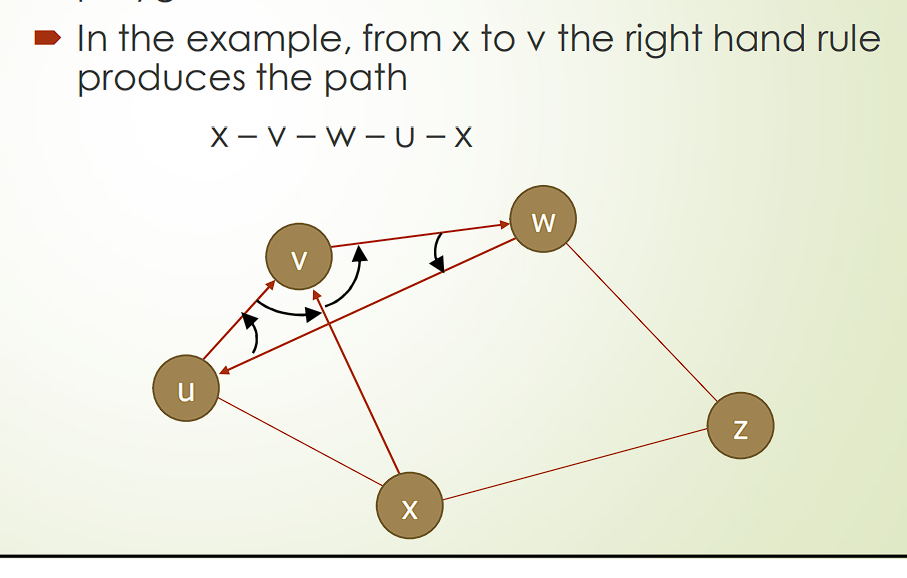 In the example, from x to v the right hand rule
produces the path
x – v – w – u – x
w
v
u
z
x